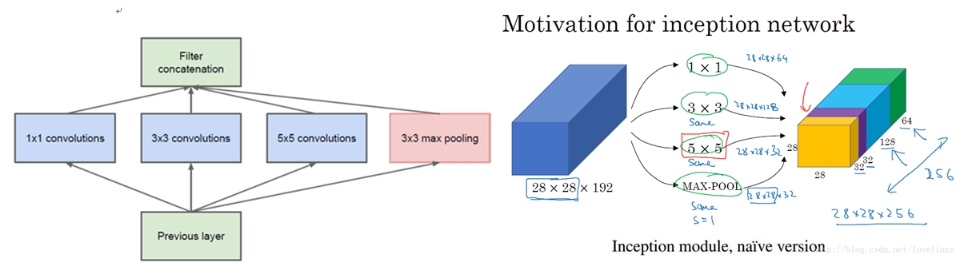 Filter
concatenation
1x1 convolutions
3x3 convolutions
5x5 convolutions
3x3 max pooling
Previous layer
Motivation for inception network
1 × 1
28×28×64
3 × 3
same
28×28×128
5 × 5
same
28×28×32
MAX-POOL
28×28×32
same
s=1
28 × 28 × 192
28
28
32
32
128
64
256
28×28×256
Inception module, naïve version
http://blog.csdn.net/loveliuzz